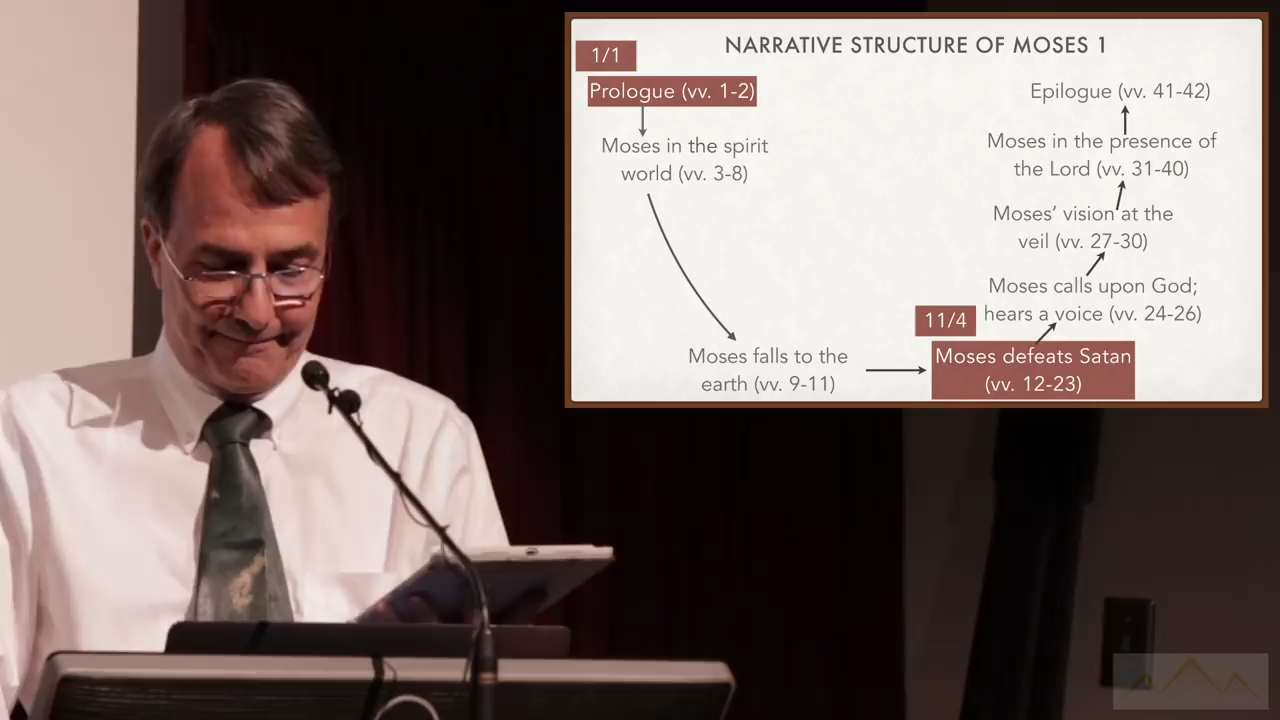 NARRATIVE STRUCTURE OF MOSES 1
1/1
Prologue (vv. 1-2)
Moses in the spirit
world (vv. 3-8)
Moses falls to the
earth (vv. 9-11)
11/4
Moses defeats Satan
(vv. 12-23)
Moses calls upon God;
hears a voice (vv. 24-26)
Moses’ vision at the
veil (vv. 27-30)
Moses in the presence of
the Lord (vv. 31-40)
Epilogue (vv. 41-42)